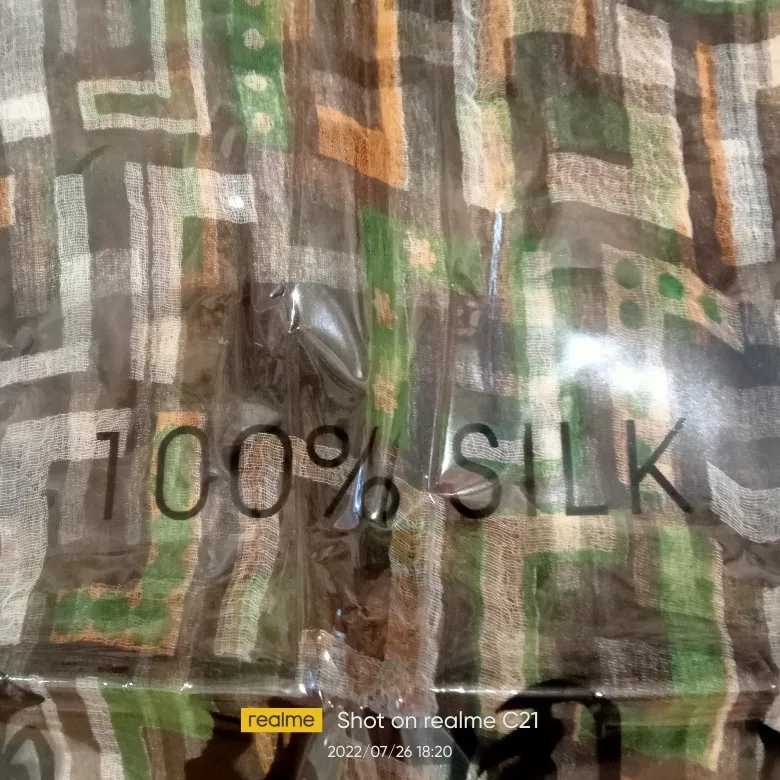 100% SILK
realme Shot on realme C21
2022/07/26 18:20